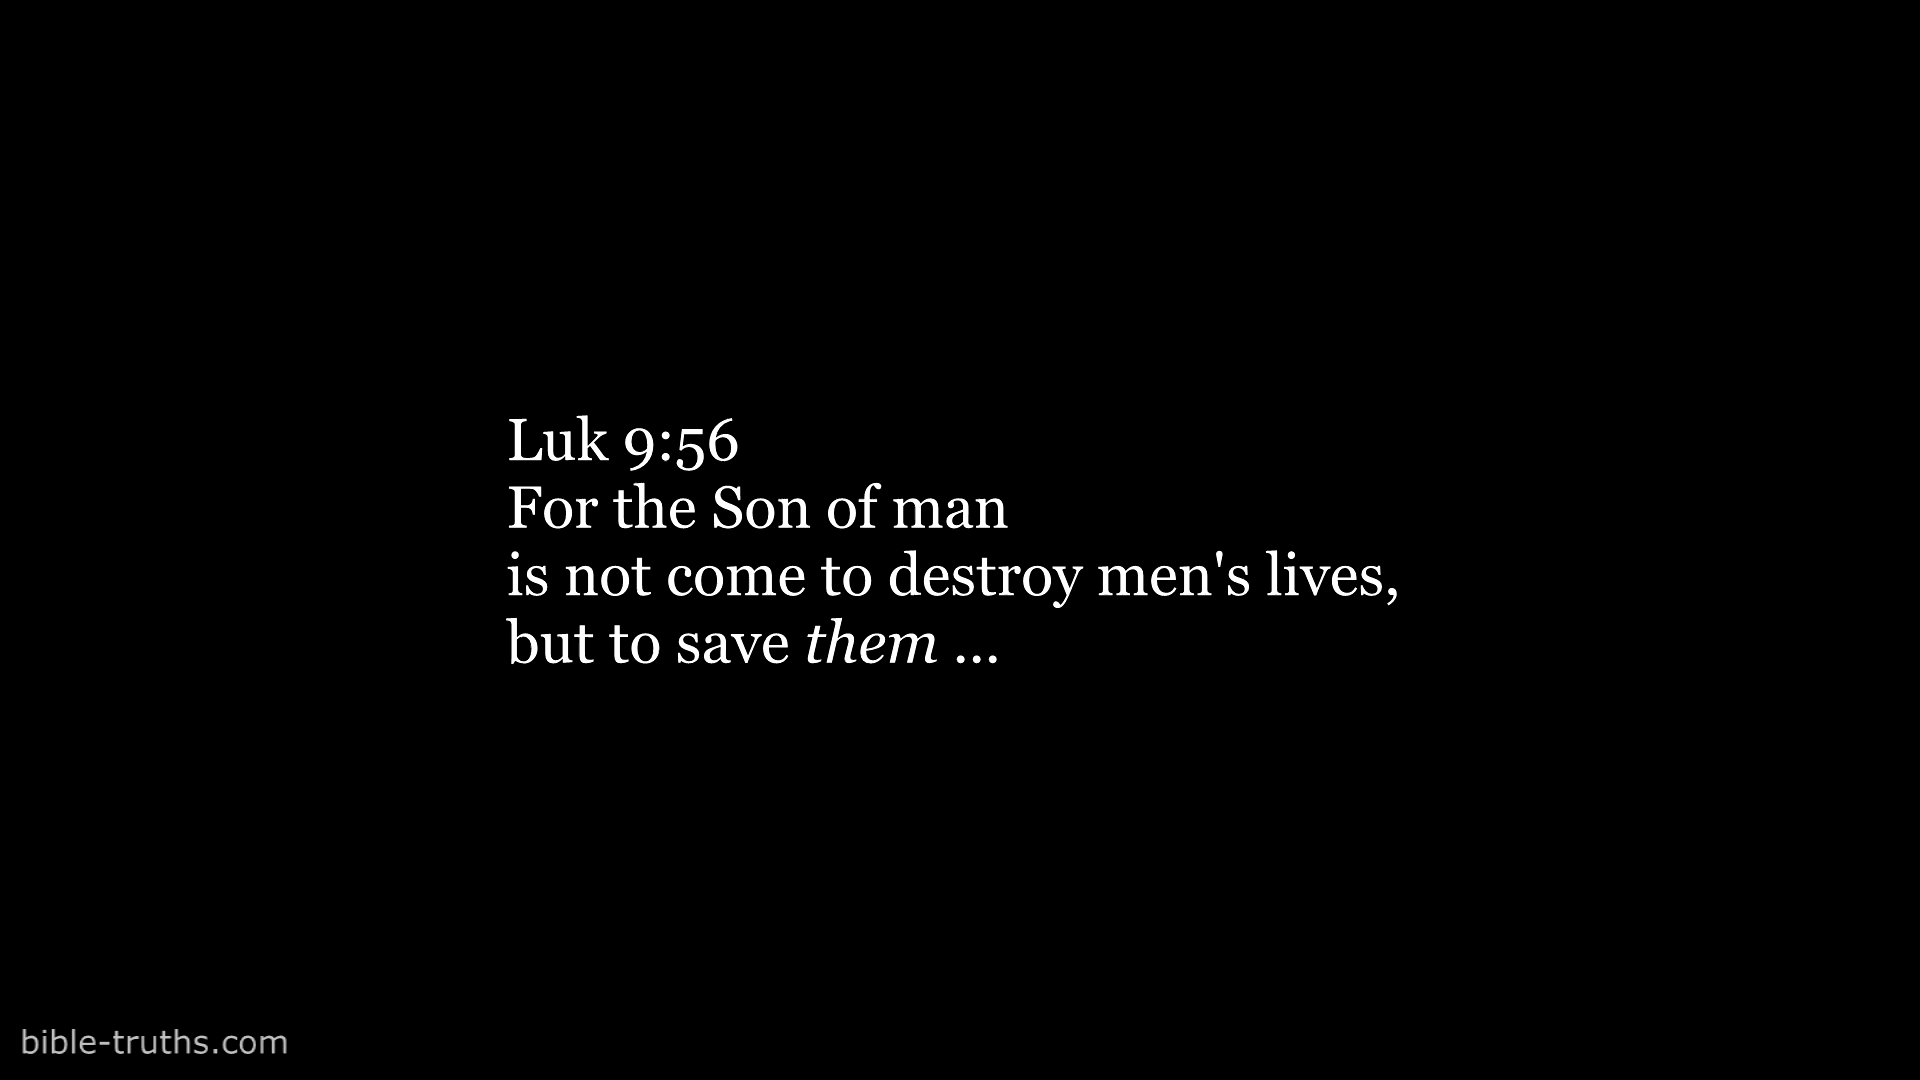 Luk 9:56
For the Son of man
is not come to destroy men's lives,
but to save them ...
bible-truths.com